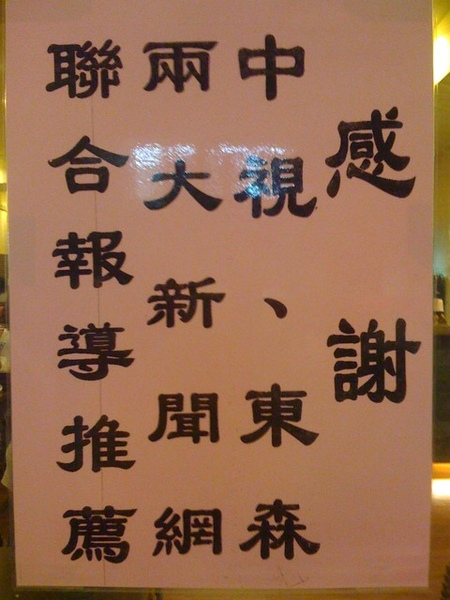 感謝
中視、東森
兩大新聞網
聯合報導推薦